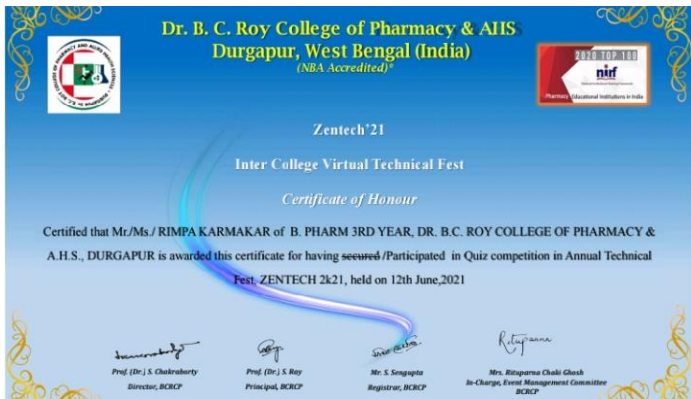 Dr. B. C. Roy College of Pharmacy & AHS
Durgapur, West Bengal (India)
(NBA Accredited)*
2020 TOP 100
nirf
Pharmacy Educational Institutions in India
Zentech'21
Inter College Virtual Technical Fest
Certificate of Honour
Certified that Mr./Ms./ RIMPA KARMAKAR of B. PHARM 3RD YEAR, DR. B.C. ROY COLLEGE OF PHARMACY &
A.H.S., DURGAPUR is awarded this certificate for having secured /Participated in Quiz competition in Annual Technical
Fest, ZENTECH 2k21, held on 12th June,2021
Rituparna
Prof. (Dr.) S. Chakraborty
Director, BCRCP
Prof. (Dr.) S. Ray
Principal, BCRCP
Mr. S. Sengupta
Registrar, BCRCP
Mrs. Rituparna Chaki Ghosh
In-Charge, Event Management Committee
BCRCP